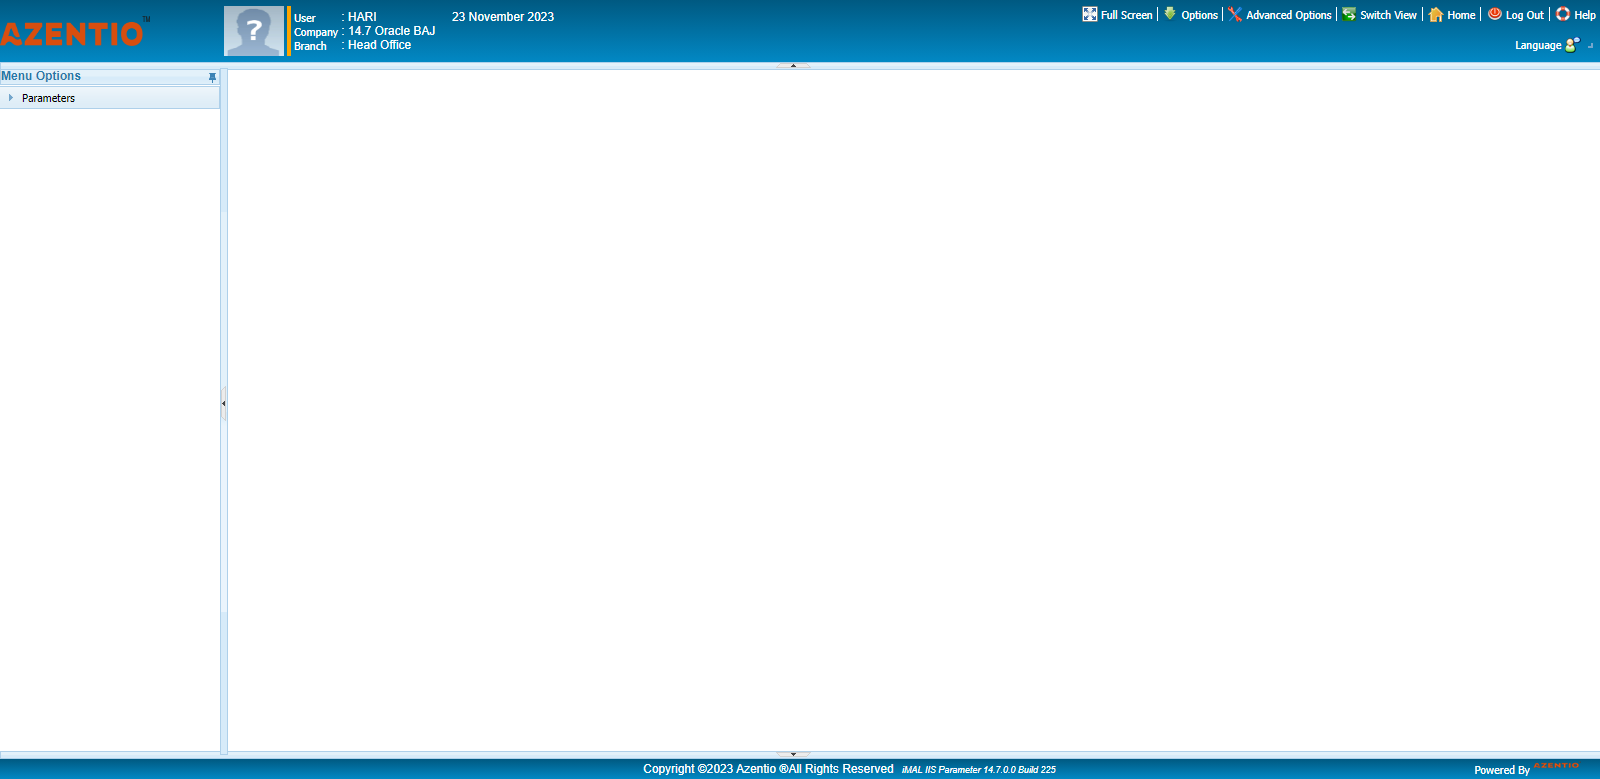 AZENTIO™
User : HARI 23 November 2023
Company : 14.7 Oracle BAJ
Branch : Head Office
Full Screen Options Advanced Options Switch View Home Log Out Help
Language
Menu Options
Parameters
Copyright ©2023 Azentio ®All Rights Reserved iMAL IIS Parameter 14.7.0.0 Build 225
Powered By AZENTIO